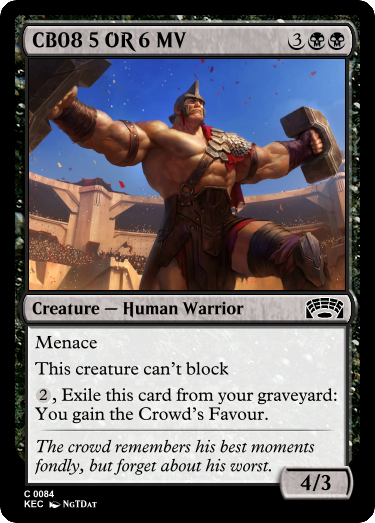 CB08 5 OR 6 MV 3
Creature — Human Warrior
Menace
This creature can't block
2, Exile this card from your graveyard:
You gain the Crowd's Favour.
The crowd remembers his best moments
fondly, but forget about his worst.
4/3
C 0084
KEC NGTDAT